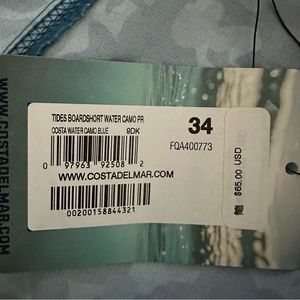 TIDES BOARDSHORT WATER CAMO PR
COSTA WATER CAMO BLUE 9DK
34
FQA400773
0 97963 92508 2
WWW.COSTADELMAR.COM
00200158844321
$65.00 USD
WWW.COSTADELMAR.COM